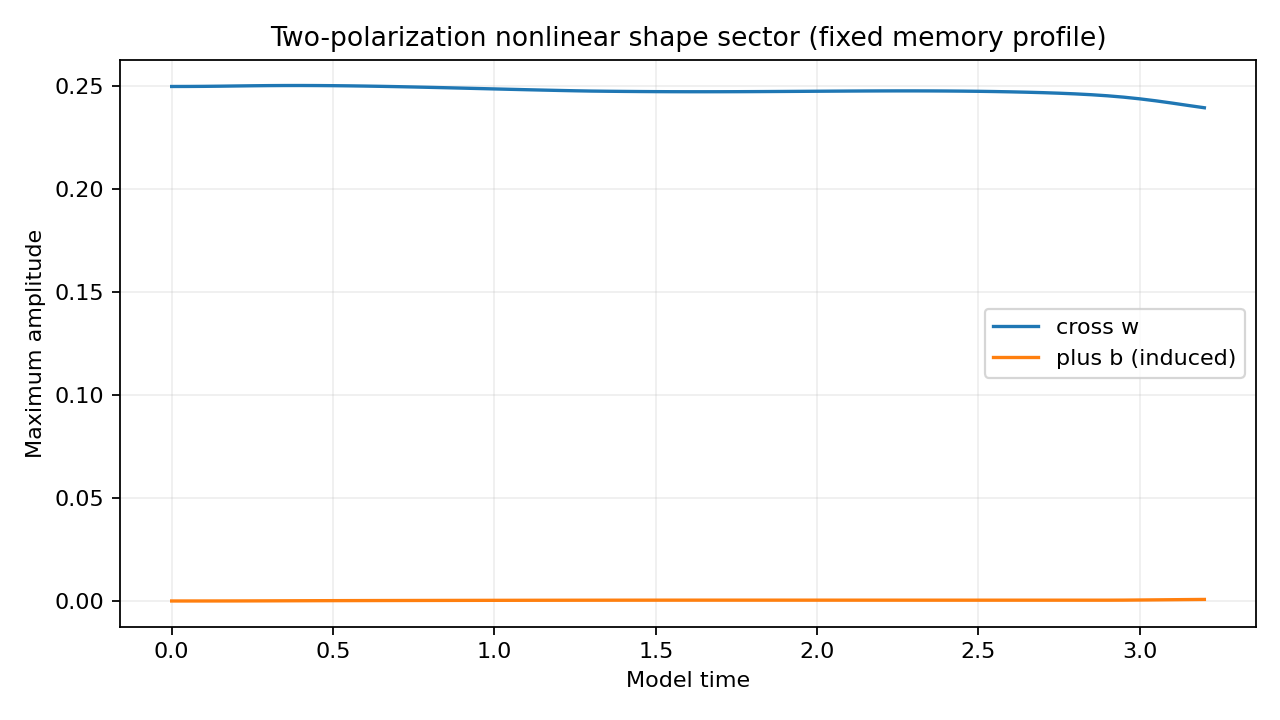 Two-polarization nonlinear shape sector (fixed memory profile)
Maximum amplitude
0.25
0.20
0.15
0.10
0.05
0.00
cross w
plus b (induced)
0.0 0.5 1.0 1.5 2.0 2.5 3.0
Model time